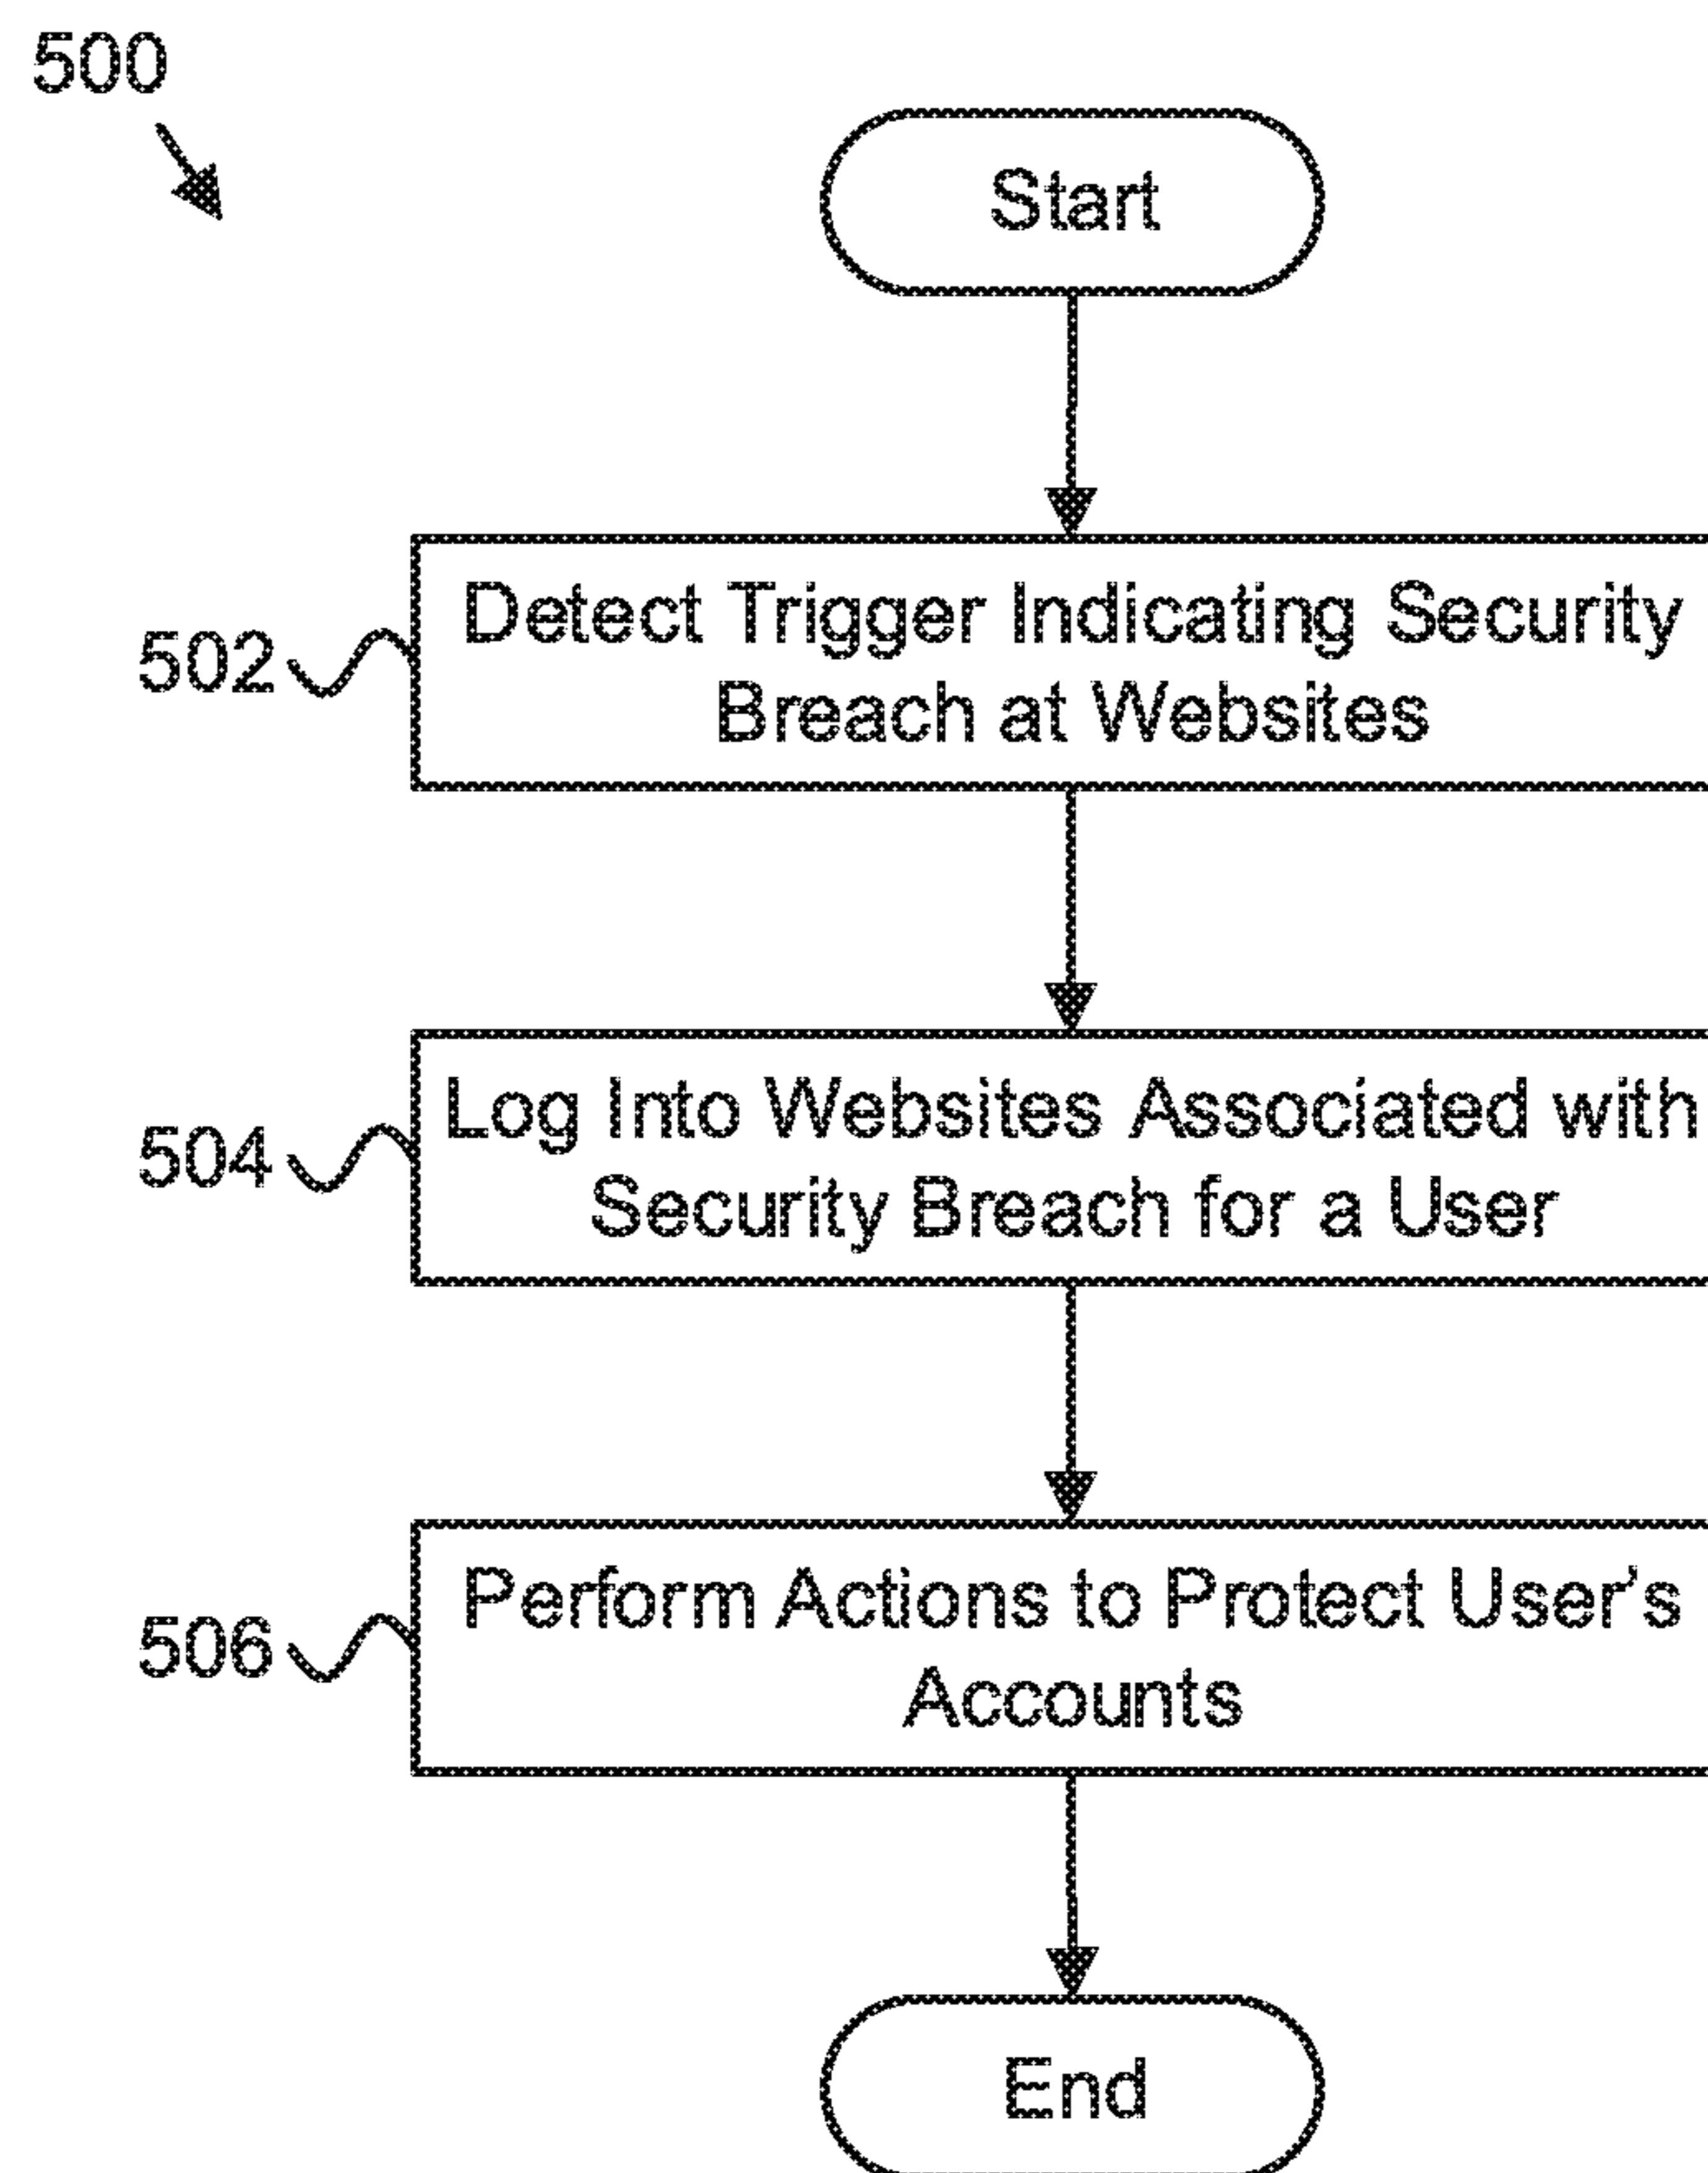 500
Start
502
Detect Trigger Indicating Security
Breach at Websites
504
Log Into Websites Associated with
Security Breach for a User
506
Perform Actions to Protect User's
Accounts
End